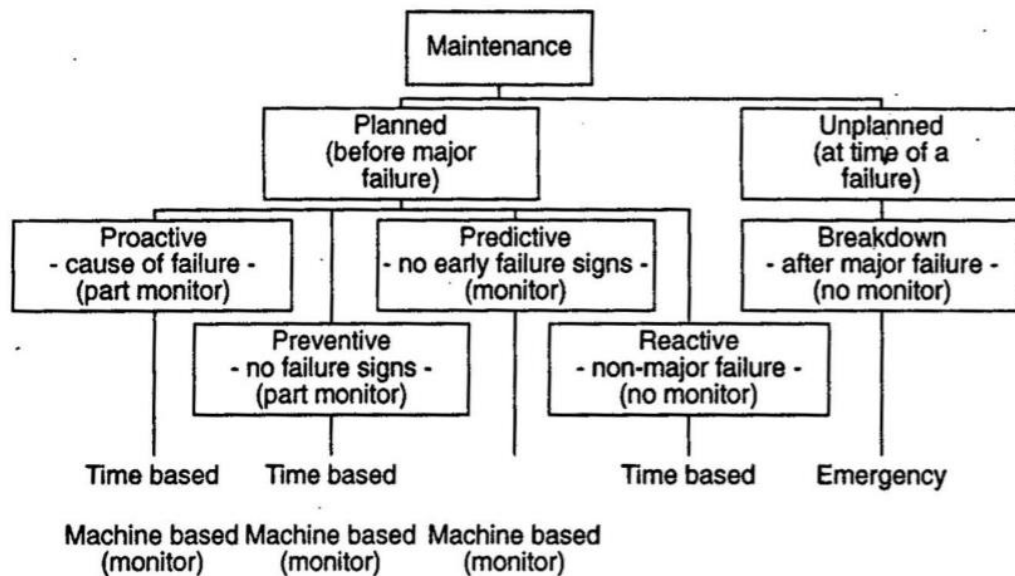 Maintenance
Planned
(before major
failure)
Unplanned
(at time of a
failure)
Proactive
- cause of failure -
(part monitor)
Predictive
- no early failure signs -
(monitor)
Breakdown
- after major failure -
(no monitor)
Preventive
- no failure signs -
(part monitor)
Reactive
- non-major failure -
(no monitor)
Time based
Time based
Time based
Emergency
Machine based
(monitor)
Machine based
(monitor)
Machine based
(monitor)